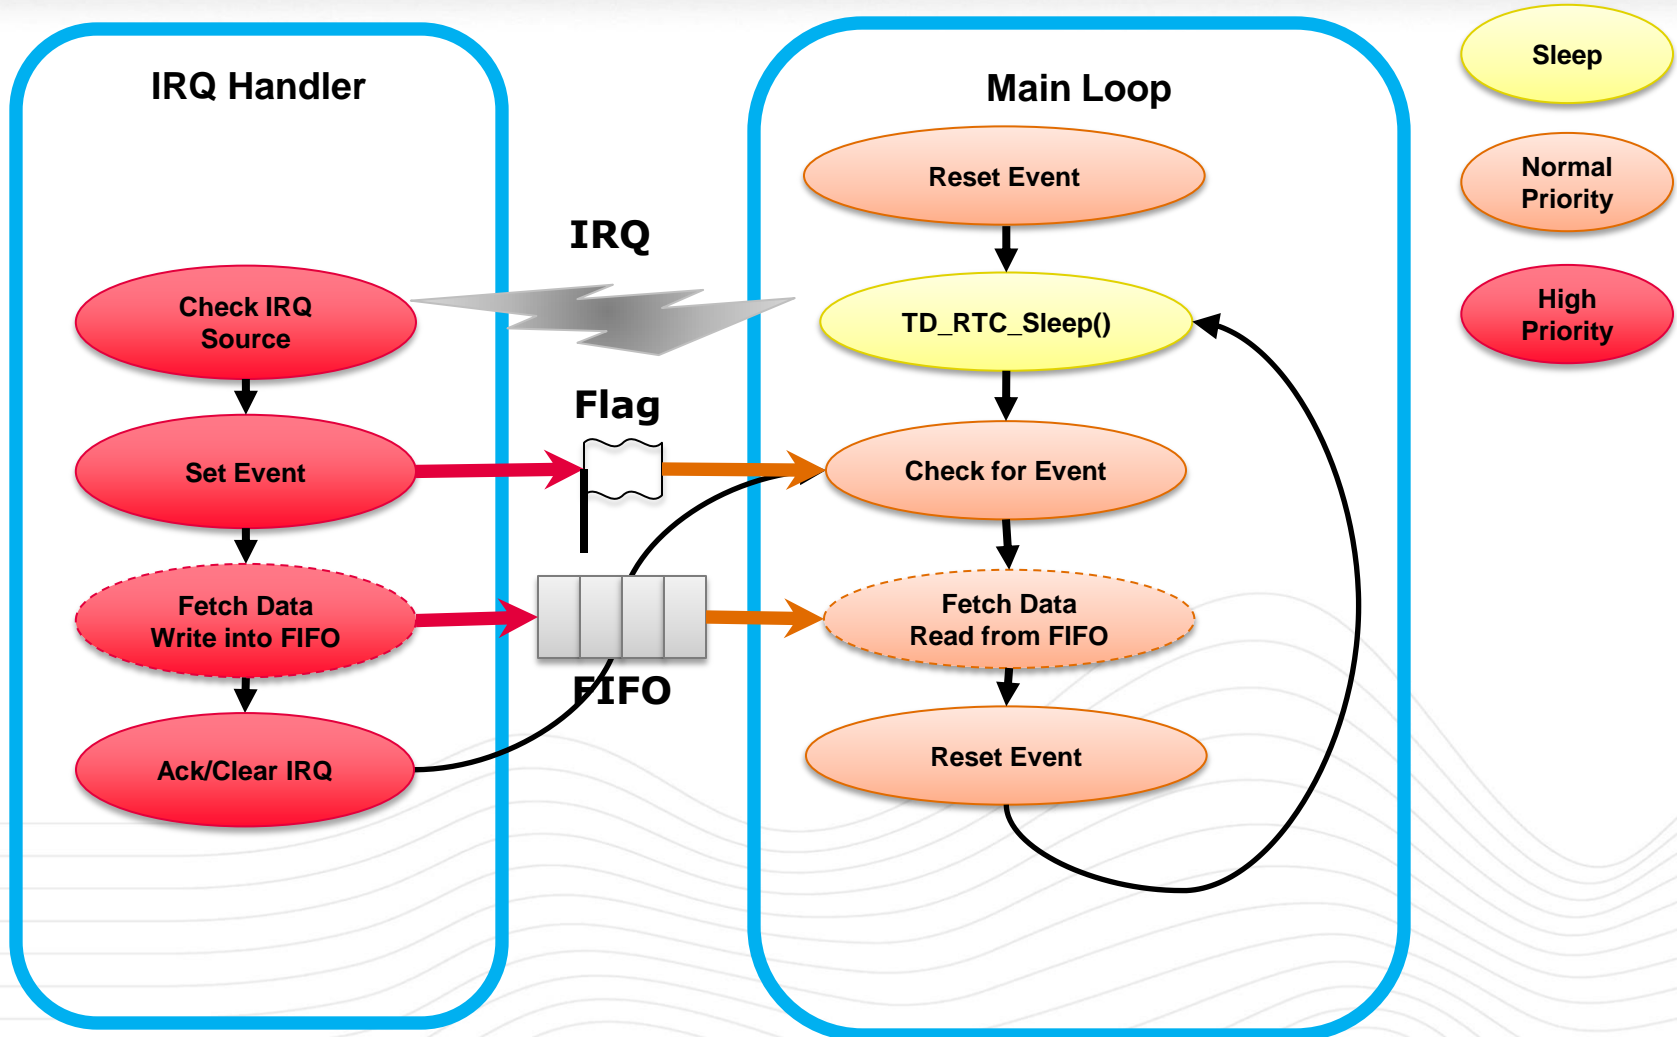 IRQ Handler
Check IRQ
Source
Set Event
Fetch Data
Write into FIFO
Ack/Clear IRQ
IRQ
Flag
FIFO
Main Loop
Reset Event
TD_RTC_Sleep()
Check for Event
Fetch Data
Read from FIFO
Reset Event
Sleep
Normal
Priority
High
Priority